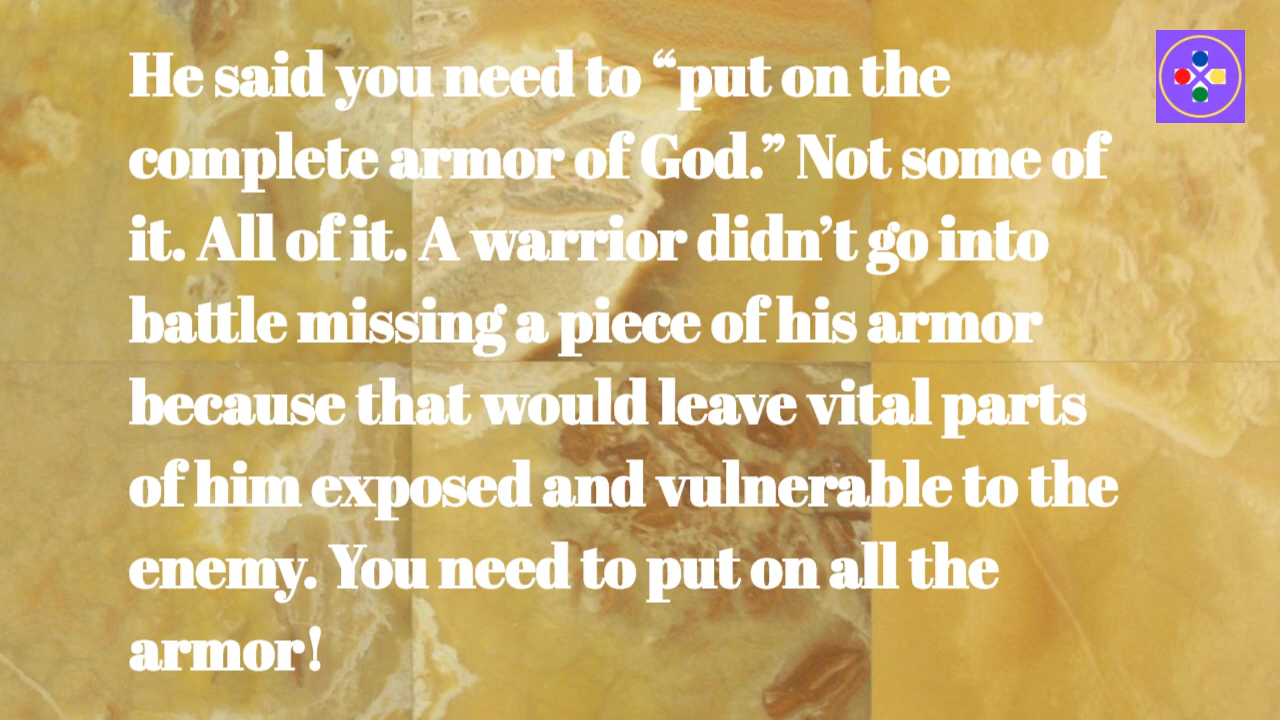 He said you need to “put on the
complete armor of God.” Not some of
it. All of it. A warrior didn’t go into
battle missing a piece of his armor
because that would leave vital parts
of him exposed and vulnerable to the
enemy. You need to put on all the
armor!